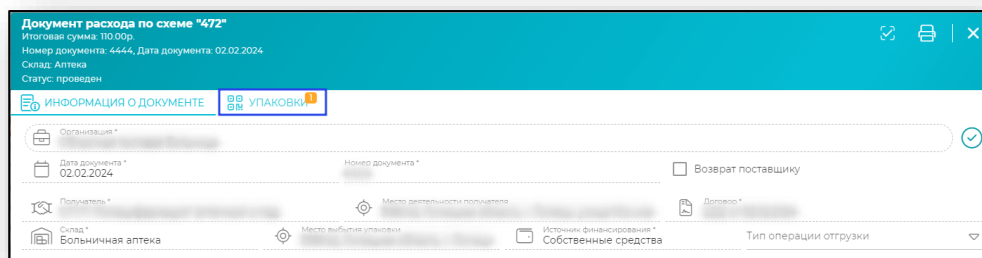 Документ расхода по схеме "472"
Итоговая сумма: 110.00р.
Номер документа: 4444, Дата документа: 02.02.2024
Склад: Аптека
Статус: проведен
ИНФОРМАЦИЯ О ДОКУМЕНТЕ УПАКОВКИ 1
Организация *
Дата документа * Номер документа *
02.02.2024 Возврат поставщику
Получатель * Место деятельности получателя Договор *
Склад * Место выбытия упаковки Источник финансирования *
Больничная аптека Собственные средства Тип операции отгрузки